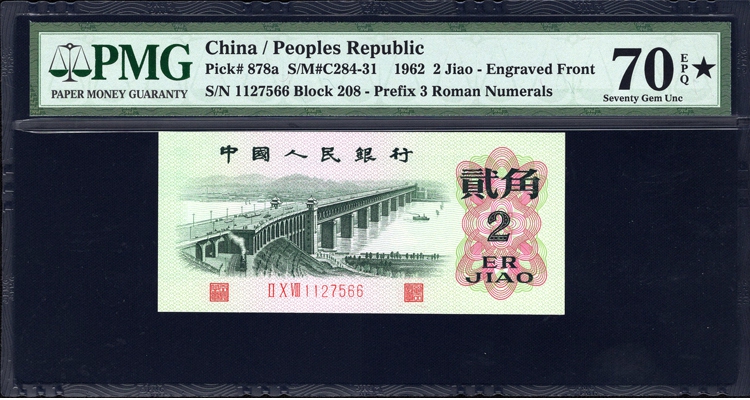 PMG
PAPER MONEY GUARANTY
China / Peoples Republic
Pick# 878a S/M#C284-31 1962 2 Jiao - Engraved Front
S/N 1127566 Block 208 - Prefix 3 Roman Numerals
70 EPQ ★
Seventy Gem Unc
中國人民銀行
貳角
2
ER
JIAO
II X VIII 1127566